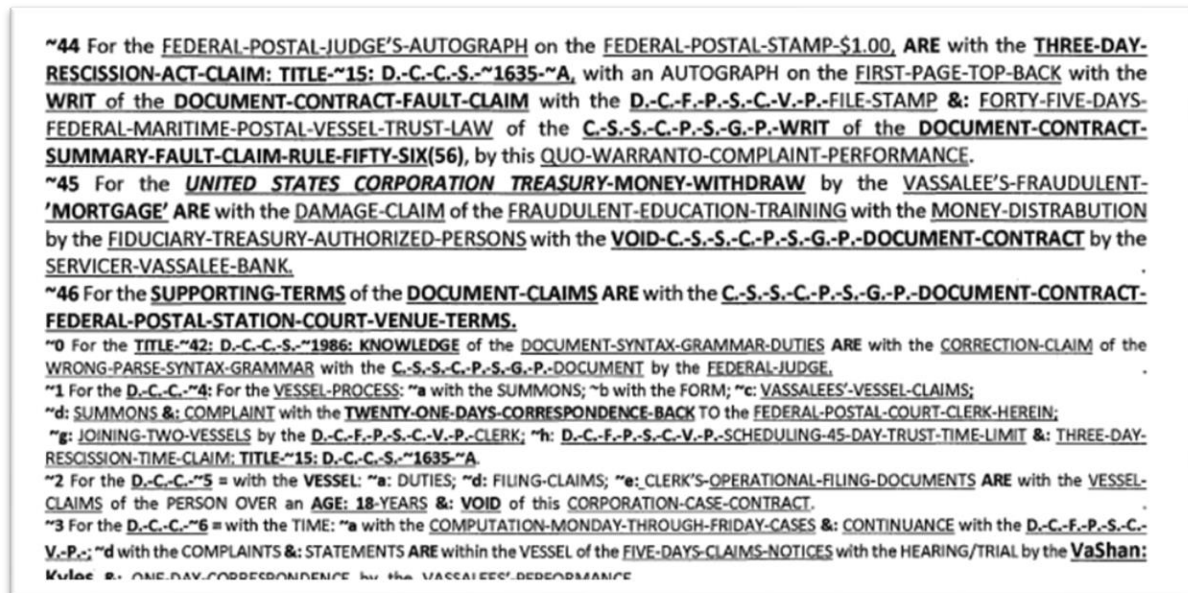 ~44 For the FEDERAL-POSTAL-JUDGE'S-AUTOGRAPH on the FEDERAL-POSTAL-STAMP-$1.00, ARE with the THREE-DAY-
RESCISSION-ACT-CLAIM: TITLE-~15: D.-C.-C.-S.-~1635-~A, with an AUTOGRAPH on the FIRST-PAGE-TOP-BACK with the
WRIT of the DOCUMENT-CONTRACT-FAULT-CLAIM with the D.-C.-F.-P.-S.-C.-V.-P.-FILE-STAMP &: FORTY-FIVE-DAYS-
FEDERAL-MARITIME-POSTAL-VESSEL-TRUST-LAW of the C.-S.-S.-C.-P.-S.-G.-P.-WRIT of the DOCUMENT-CONTRACT-
SUMMARY-FAULT-CLAIM-RULE-FIFTY-SIX(56), by this QUO-WARRANTO-COMPLAINT-PERFORMANCE.
~45 For the UNITED STATES CORPORATION TREASURY-MONEY-WITHDRAW by the VASSALEE'S-FRAUDULENT-
'MORTGAGE' ARE with the DAMAGE-CLAIM of the FRAUDULENT-EDUCATION-TRAINING with the MONEY-DISTRABUTION
by the FIDUCIARY-TREASURY-AUTHORIZED-PERSONS with the VOID-C.-S.-S.-C.-P.-S.-G.-P.-DOCUMENT-CONTRACT by the
SERVICER-VASSALEE-BANK.
~46 For the SUPPORTING-TERMS of the DOCUMENT-CLAIMS ARE with the C.-S.-S.-C.-P.-S.-G.-P.-DOCUMENT-CONTRACT-
FEDERAL-POSTAL-STATION-COURT-VENUE-TERMS.
~0 For the TITLE-~42: D.-C.-C.-S.-~1986: KNOWLEDGE of the DOCUMENT-SYNTAX-GRAMMAR-DUTIES ARE with the CORRECTION-CLAIM of the
WRONG-PARSE-SYNTAX-GRAMMAR with the C.-S.-S.-C.-P.-S.-G.-P.-DOCUMENT by the FEDERAL-JUDGE.
~1 For the D.-C.-C.-~4: For the VESSEL-PROCESS: ~a with the SUMMONS; ~b with the FORM; ~c: VASSALEES'-VESSEL-CLAIMS;
~d: SUMMONS &: COMPLAINT with the TWENTY-ONE-DAYS-CORRESPONDENCE-BACK TO the FEDERAL-POSTAL-COURT-CLERK-HEREIN;
~g: JOINING-TWO-VESSELS by the D.-C.-F.-P.-S.-C.-V.-P.-CLERK; ~h: D.-C.-F.-P.-S.-C.-V.-P.-SCHEDULING-45-DAY-TRUST-TIME-LIMIT &: THREE-DAY-
RESCISSION-TIME-CLAIM: TITLE-~15: D.-C.-C.-S.-~1635-~A.
~2 For the D.-C.-C.-~5 = with the VESSEL: ~a: DUTIES; ~d: FILING-CLAIMS; ~e: CLERK'S-OPERATIONAL-FILING-DOCUMENTS ARE with the VESSEL-
CLAIMS of the PERSON OVER an AGE: 18-YEARS &: VOID of this CORPORATION-CASE-CONTRACT.
~3 For the D.-C.-C.-~6 = with the TIME: ~a with the COMPUTATION-MONDAY-THROUGH-FRIDAY-CASES &: CONTINUANCE with the D.-C.-F.-P.-S.-C.-
V.-P.-; ~d with the COMPLAINTS &: STATEMENTS ARE within the VESSEL of the FIVE-DAYS-CLAIMS-NOTICES with the HEARING/TRIAL by the VaShan:
Kyles &: ONE-DAY-CORRESPONDENCE by the VASSALEES'-PERFORMANCE